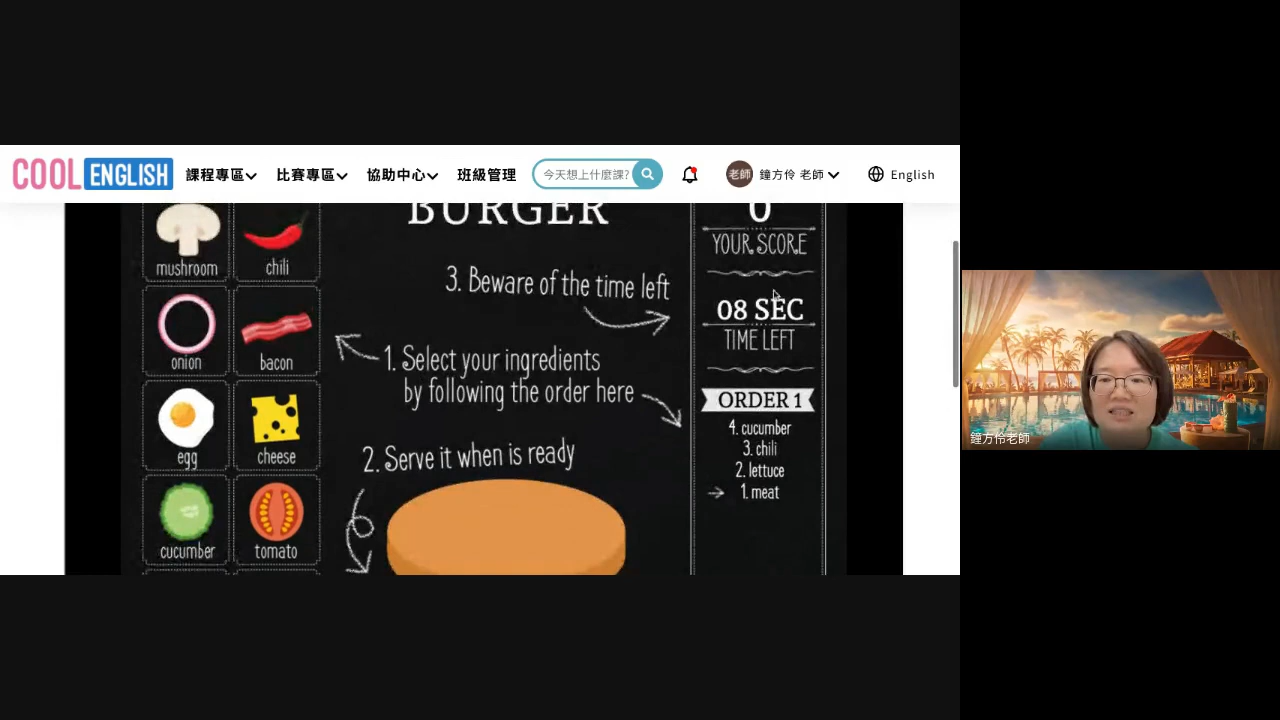 COOL ENGLISH
課程專區
比賽專區
協助中心
班級管理
今天想上什麼課?
老師
鐘方伶 老師
English
mushroom
chili
onion
bacon
egg
cheese
cucumber
tomato
BURGER
3. Beware of the time left
1. Select your ingredients
by following the order here
2. Serve it when is ready
0
YOUR SCORE
08 SEC
TIME LEFT
ORDER 1
4. cucumber
3. chili
2. lettuce
1. meat
鐘方伶老師